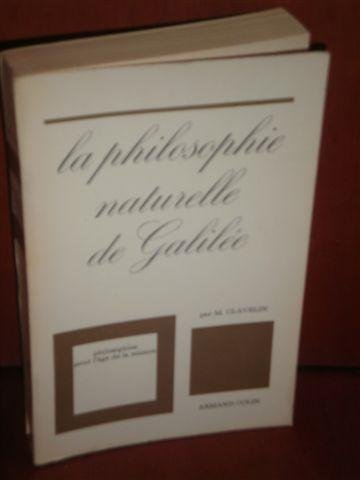 la philosophie
naturelle
de Galilée
par M. CLAVELIN
philosophies
pour l'âge de la science
ARMAND COLIN